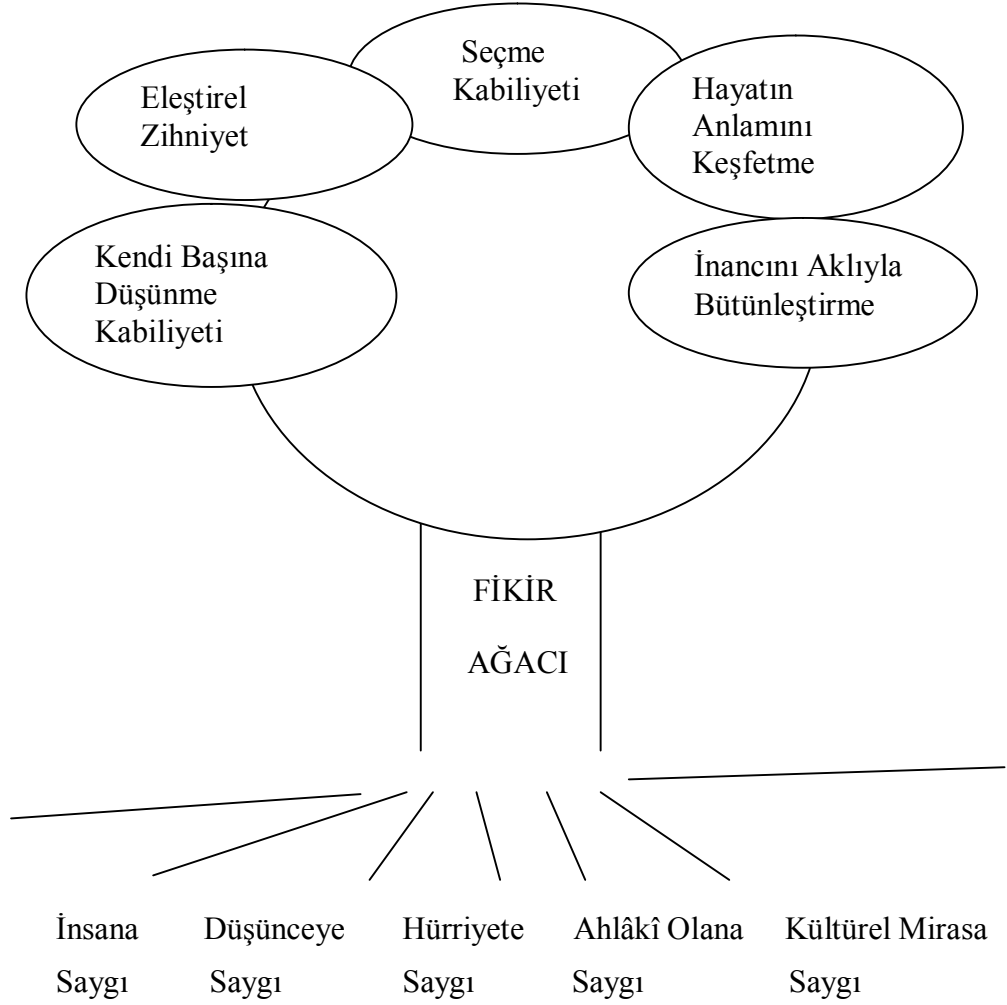 Seçme
Kabiliyeti
Eleştirel
Zihniyet
Hayatın
Anlamını
Keşfetme
Kendi Başına
Düşünme
Kabiliyeti
İnancını Aklıyla
Bütünleştirme
FİKİR
AĞACI
İnsana Düşünceye Hürriyete Ahlâkî Olana Kültürel Mirasa
Saygı Saygı Saygı Saygı Saygı